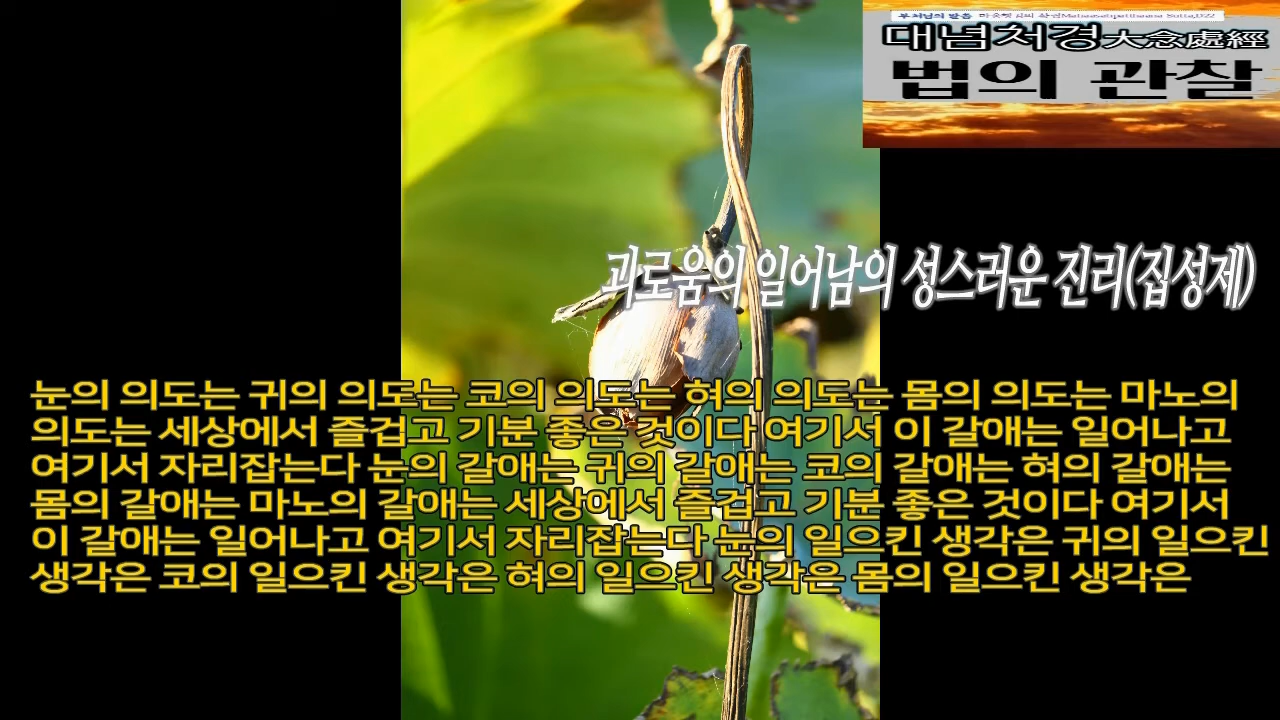 부처님의 말씀
대념처경大念處經
법의 관찰
괴로움의 일어남의 성스러운 진리(집성제)
눈의 의도는 귀의 의도는 코의 의도는 혀의 의도는 몸의 의도는 마노의
의도는 세상에서 즐겁고 기분 좋은 것이다 여기서 이 갈애는 일어나고
여기서 자리잡는다 눈의 갈애는 귀의 갈애는 코의 갈애는 혀의 갈애는
몸의 갈애는 마노의 갈애는 세상에서 즐겁고 기분 좋은 것이다 여기서
이 갈애는 일어나고 여기서 자리잡는다 눈의 일으킨 생각은 귀의 일으킨
생각은 코의 일으킨 생각은 혀의 일으킨 생각은 몸의 일으킨 생각은